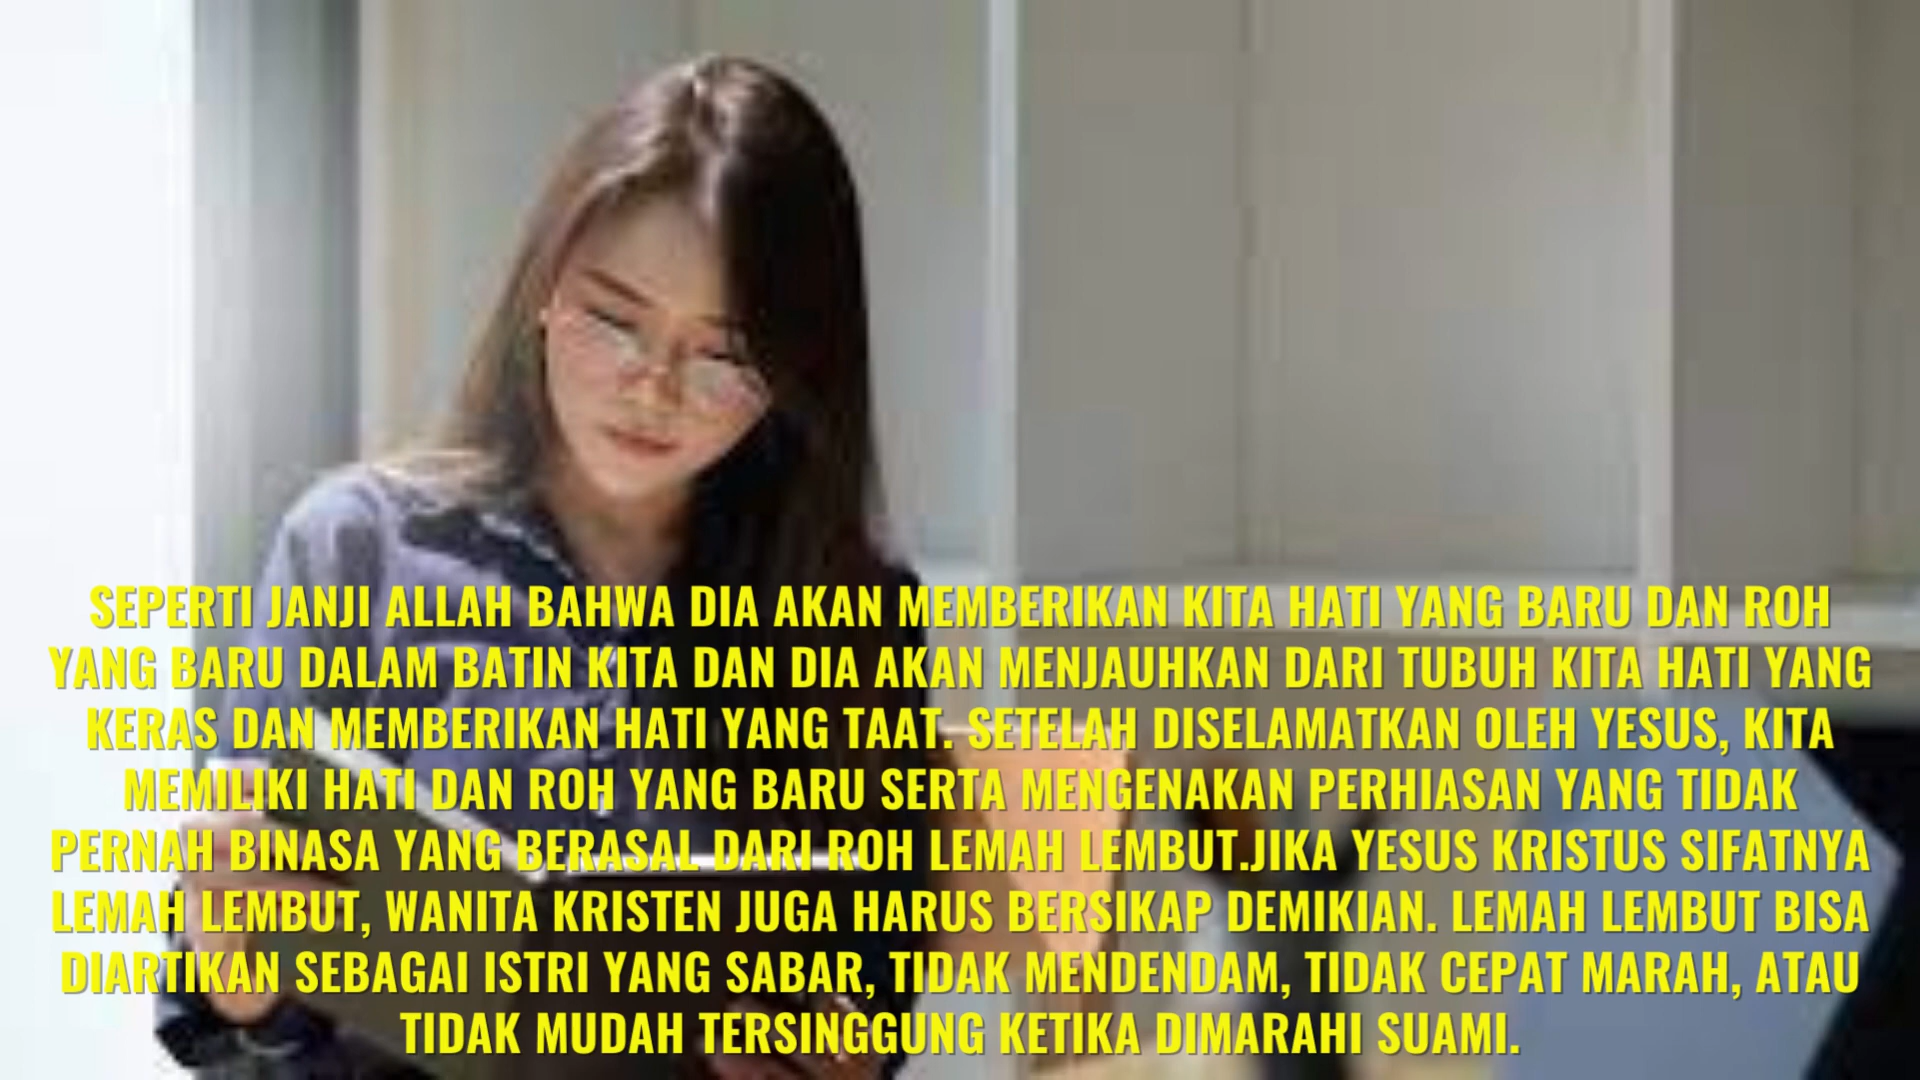 SEPERTI JANJI ALLAH BAHWA DIA AKAN MEMBERIKAN KITA HATI YANG BARU DAN ROH
YANG BARU DALAM BATIN KITA DAN DIA AKAN MENJAUHKAN DARI TUBUH KITA HATI YANG
KERAS DAN MEMBERIKAN HATI YANG TAAT. SETELAH DISELAMATKAN OLEH YESUS, KITA
MEMILIKI HATI DAN ROH YANG BARU SERTA MENGENAKAN PERHIASAN YANG TIDAK
PERNAH BINASA YANG BERASAL DARI ROH LEMAH LEMBUT.JIKA YESUS KRISTUS SIFATNYA
LEMAH LEMBUT, WANITA KRISTEN JUGA HARUS BERSIKAP DEMIKIAN. LEMAH LEMBUT BISA
DIARTIKAN SEBAGAI ISTRI YANG SABAR, TIDAK MENDENDAM, TIDAK CEPAT MARAH, ATAU
TIDAK MUDAH TERSINGGUNG KETIKA DIMARAHI SUAMI.